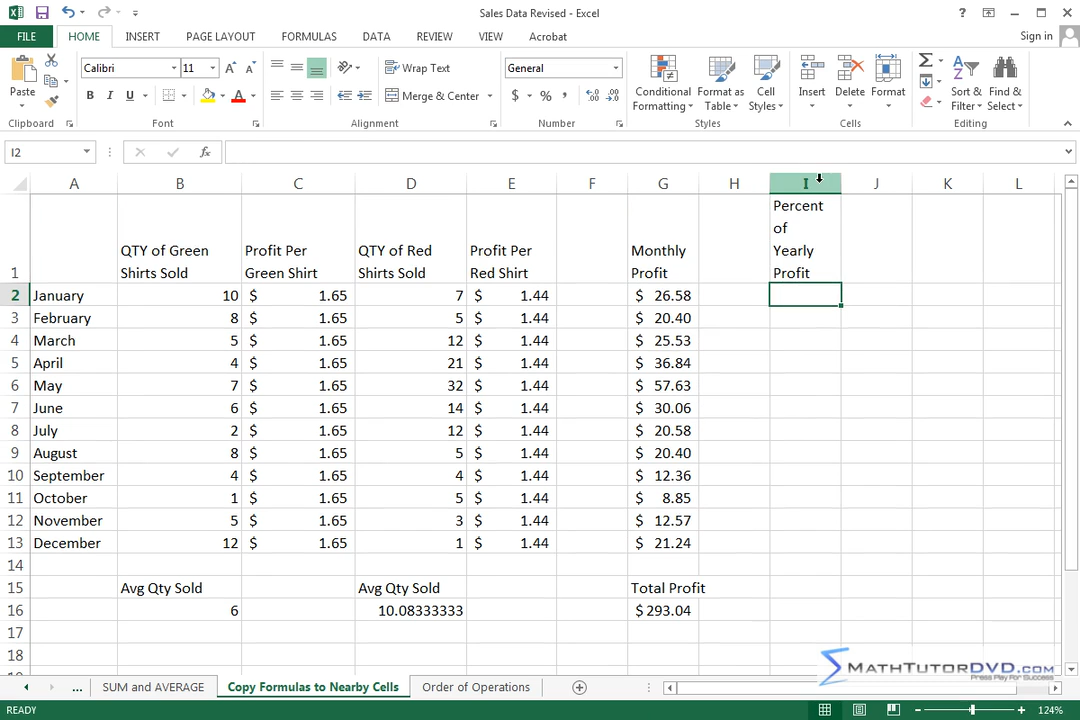 Sales Data Revised - Excel
?
Sign in
FILE HOME INSERT PAGE LAYOUT FORMULAS DATA REVIEW VIEW Acrobat
Paste
Calibri 11
B I U
Wrap Text
Merge & Center
General
$ % ,
Conditional Formatting
Format as Table
Cell Styles
Insert Delete Format
Sort & Filter
Find & Select
Clipboard Font Alignment Number Styles Cells Editing
I2 fx
A B C D E F G H I J K L
1 QTY of Green Shirts Sold Profit Per Green Shirt QTY of Red Shirts Sold Profit Per Red Shirt Monthly Profit Percent of Yearly Profit
2 January 10 $ 1.65 7 $ 1.44 $ 26.58
3 February 8 $ 1.65 5 $ 1.44 $ 20.40
4 March 5 $ 1.65 12 $ 1.44 $ 25.53
5 April 4 $ 1.65 21 $ 1.44 $ 36.84
6 May 7 $ 1.65 32 $ 1.44 $ 57.63
7 June 6 $ 1.65 14 $ 1.44 $ 30.06
8 July 2 $ 1.65 12 $ 1.44 $ 20.58
9 August 8 $ 1.65 5 $ 1.44 $ 20.40
10 September 4 $ 1.65 4 $ 1.44 $ 12.36
11 October 1 $ 1.65 5 $ 1.44 $ 8.85
12 November 5 $ 1.65 3 $ 1.44 $ 12.57
13 December 12 $ 1.65 1 $ 1.44 $ 21.24
14
15 Avg Qty Sold Avg Qty Sold Total Profit
16 6 10.08333333 $ 293.04
17
18
MATHTUTORDVD.COM
Press Play For Success
... SUM and AVERAGE Copy Formulas to Nearby Cells Order of Operations
READY 124%